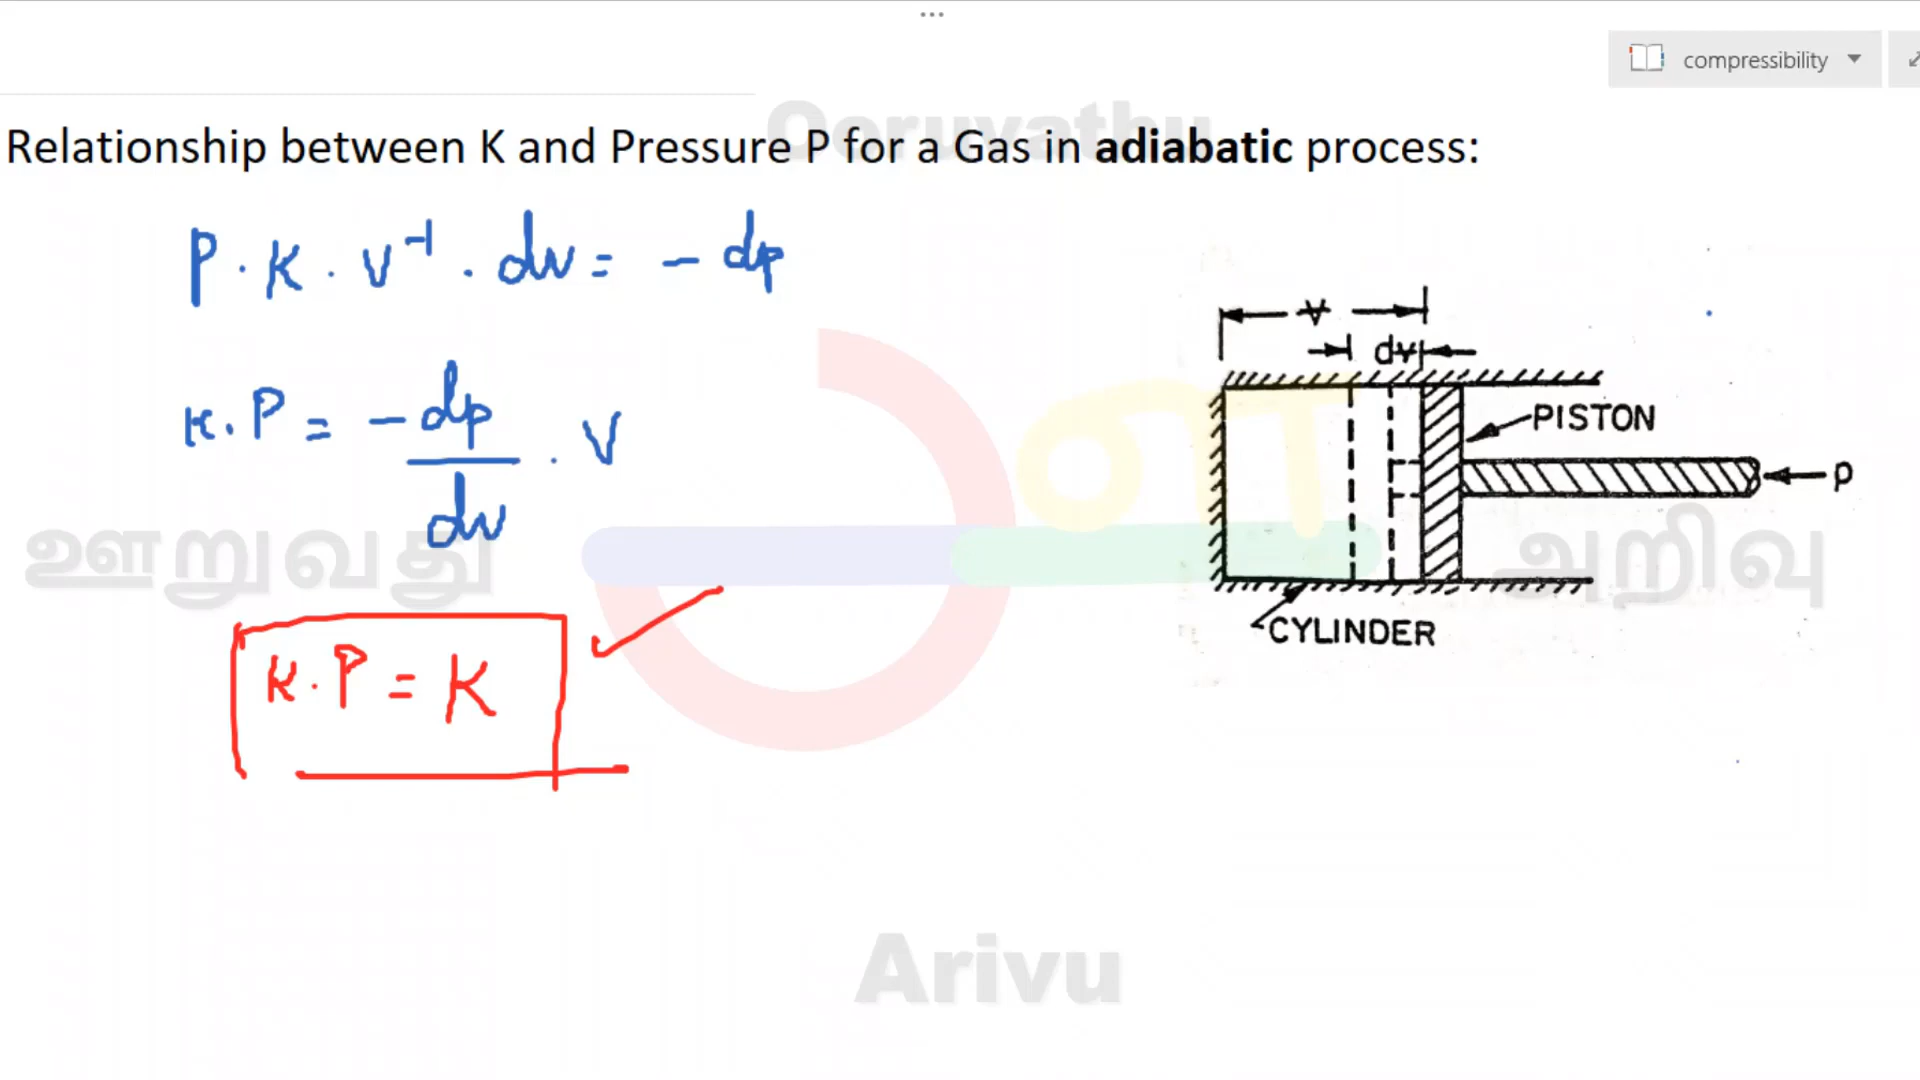 ...
compressibility
Relationship between K and Pressure P for a Gas in adiabatic process:
Ooruvathu
P · K · V⁻¹ · dv = - dp
K . P = - dp/dv . V
K . P = K
V
dV
PISTON
P
CYLINDER
ஊறுவது அறிவு
ன
Arivu